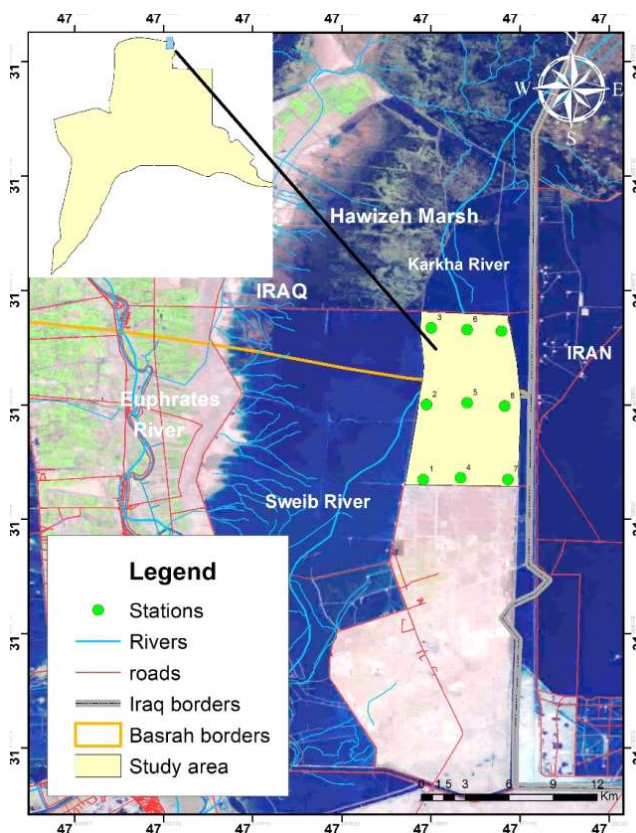 47 47 47 47 47 47 47
31
31
31
31
31
31
31
N
W E
S
Hawizeh Marsh
Karkha River
IRAQ
IRAN
3 6
2 5 8
1 4 7
Euphrates
River
Sweib River
Legend
Stations
Rivers
roads
Iraq borders
Basrah borders
Study area
0 1.5 3 6 9 12
Km
47 47 47 47 47 47 47